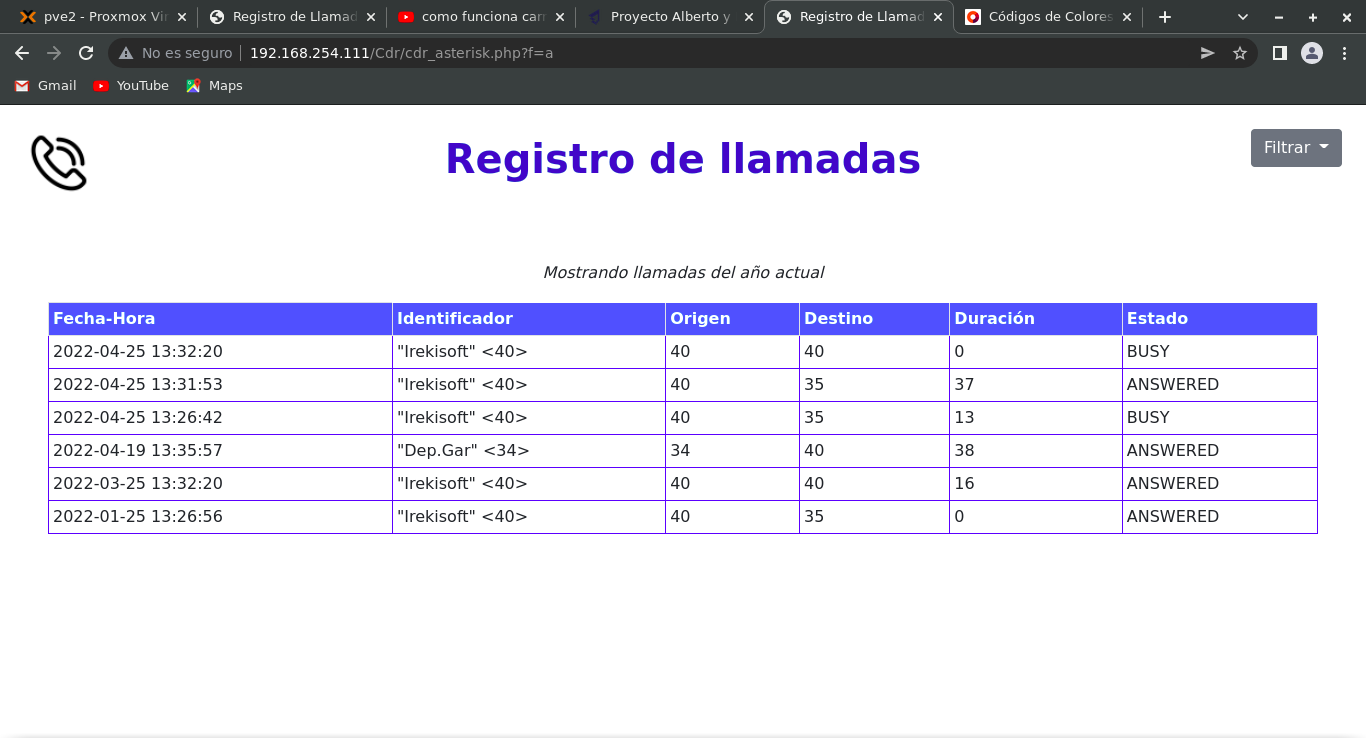 pve2 - Proxmox Vir Registro de Llamad como funciona carr Proyecto Alberto y Registro de Llamad Códigos de Colores
No es seguro 192.168.254.111/Cdr/cdr_asterisk.php?f=a
Gmail YouTube Maps
Registro de llamadas
Filtrar
Mostrando llamadas del año actual
Fecha-Hora Identificador Origen Destino Duración Estado
2022-04-25 13:32:20 "Irekisoft" <40> 40 40 0 BUSY
2022-04-25 13:31:53 "Irekisoft" <40> 40 35 37 ANSWERED
2022-04-25 13:26:42 "Irekisoft" <40> 40 35 13 BUSY
2022-04-19 13:35:57 "Dep.Gar" <34> 34 40 38 ANSWERED
2022-03-25 13:32:20 "Irekisoft" <40> 40 40 16 ANSWERED
2022-01-25 13:26:56 "Irekisoft" <40> 40 35 0 ANSWERED